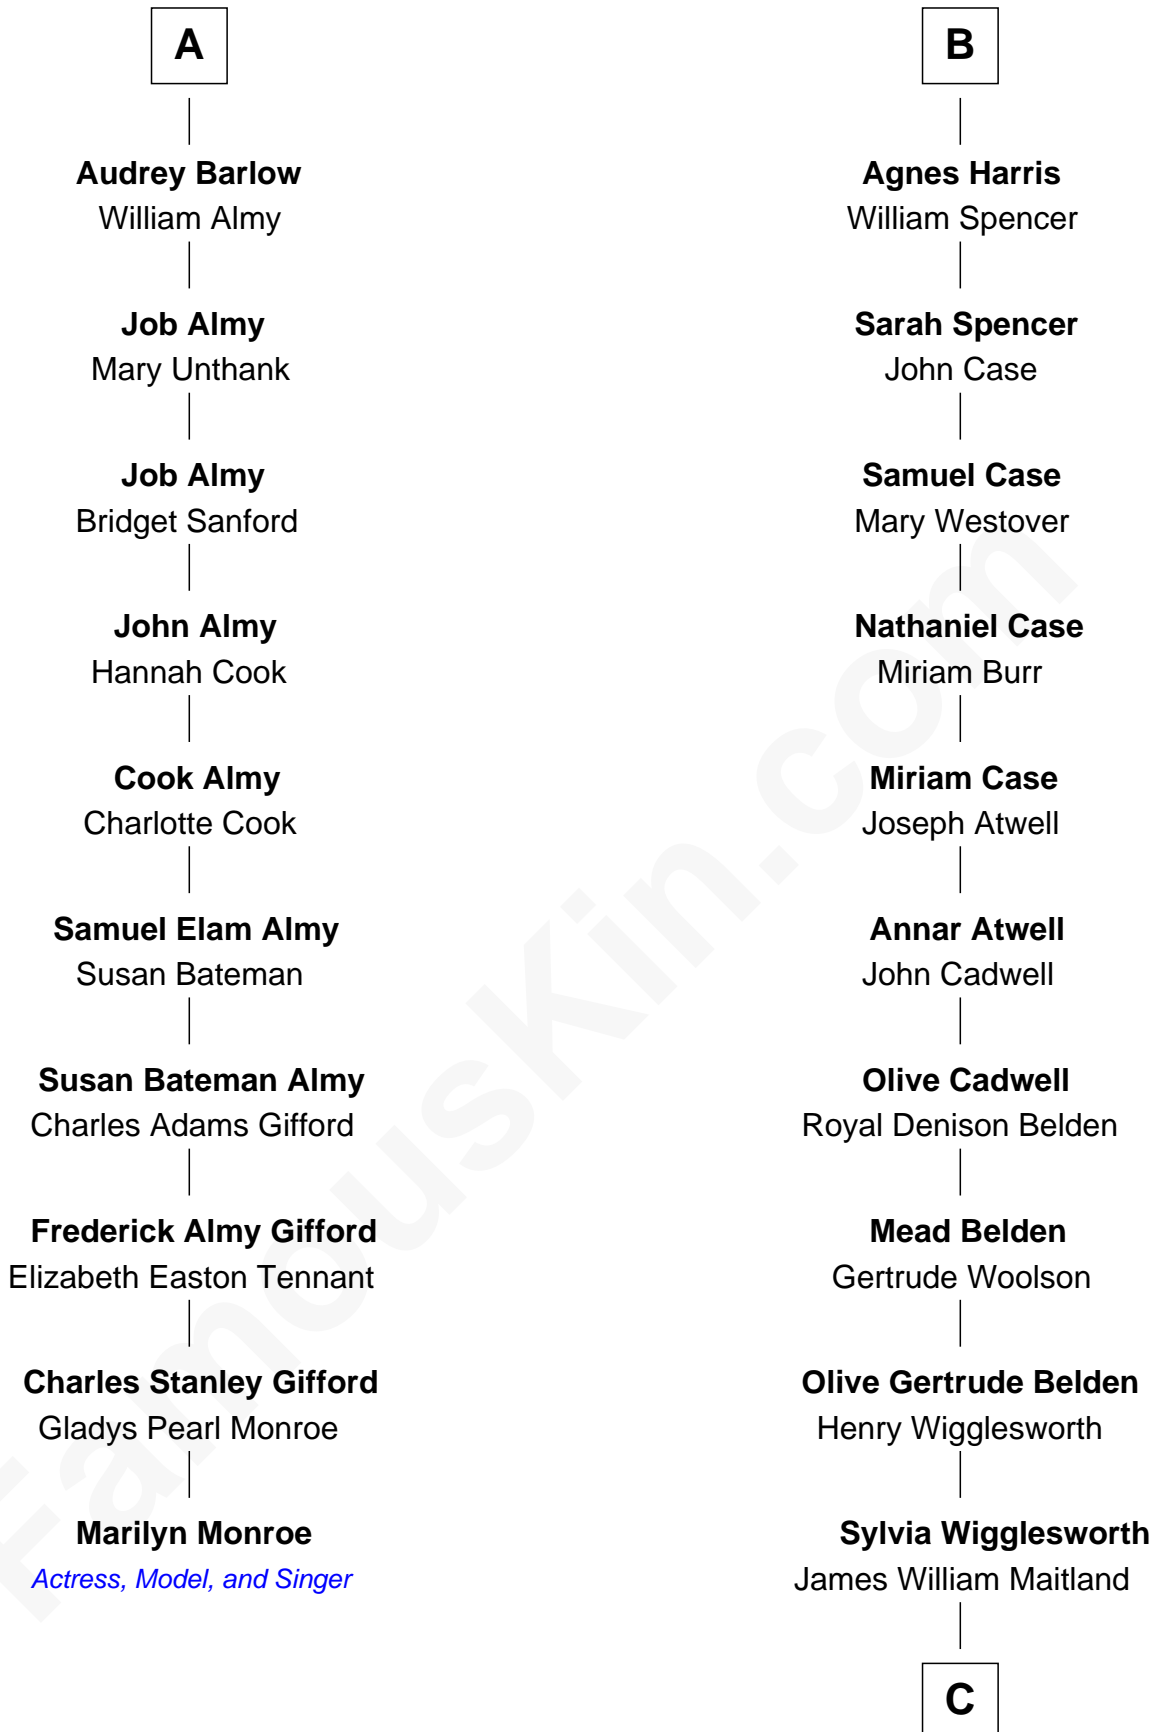 A
Audrey Barlow
William Almy
Job Almy
Mary Unthank
Job Almy
Bridget Sanford
John Almy
Hannah Cook
Cook Almy
Charlotte Cook
Samuel Elam Almy
Susan Bateman
Susan Bateman Almy
Charles Adams Gifford
Frederick Almy Gifford
Elizabeth Easton Tennant
Charles Stanley Gifford
Gladys Pearl Monroe
Marilyn Monroe
Actress, Model, and Singer
B
Agnes Harris
William Spencer
Sarah Spencer
John Case
Samuel Case
Mary Westover
Nathaniel Case
Miriam Burr
Miriam Case
Joseph Atwell
Annar Atwell
John Cadwell
Olive Cadwell
Royal Denison Belden
Mead Belden
Gertrude Woolson
Olive Gertrude Belden
Henry Wigglesworth
Sylvia Wigglesworth
James William Maitland
C
FamousKin.com